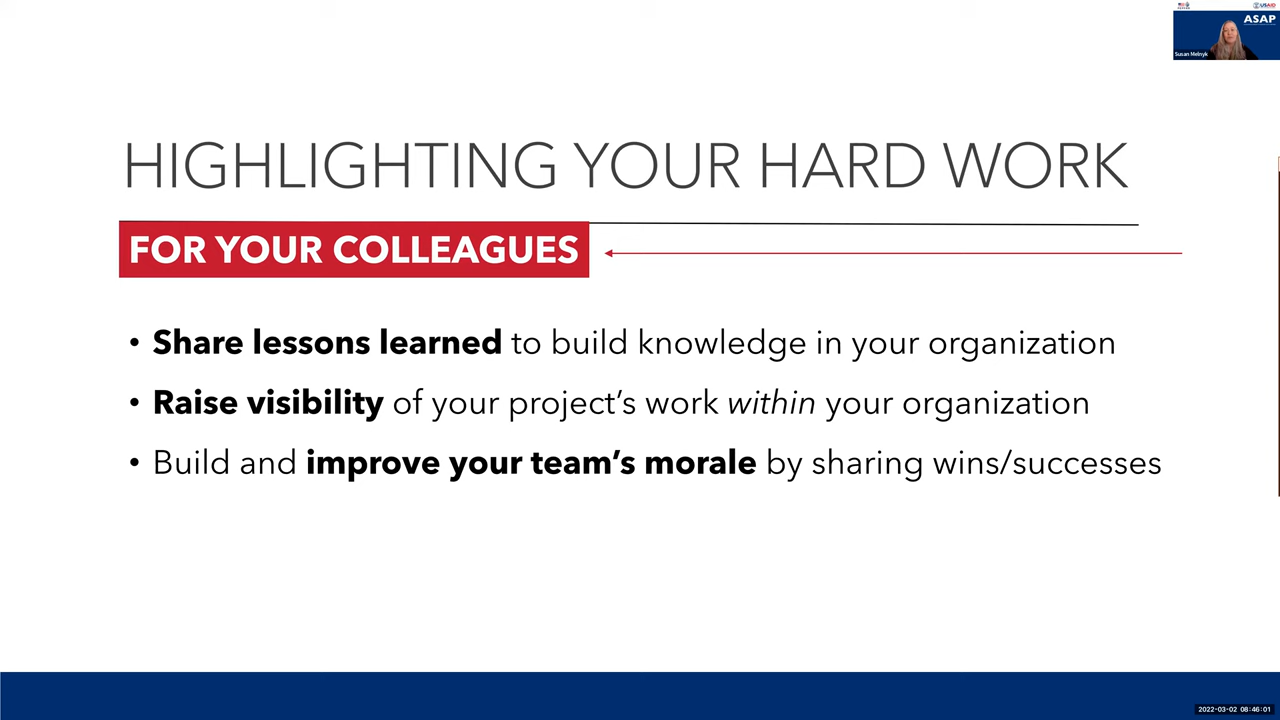 USAID
ASAP
Susan Melnyk
HIGHLIGHTING YOUR HARD WORK
FOR YOUR COLLEAGUES
• Share lessons learned to build knowledge in your organization
• Raise visibility of your project's work within your organization
• Build and improve your team's morale by sharing wins/successes
2022-03-02 08:46:01